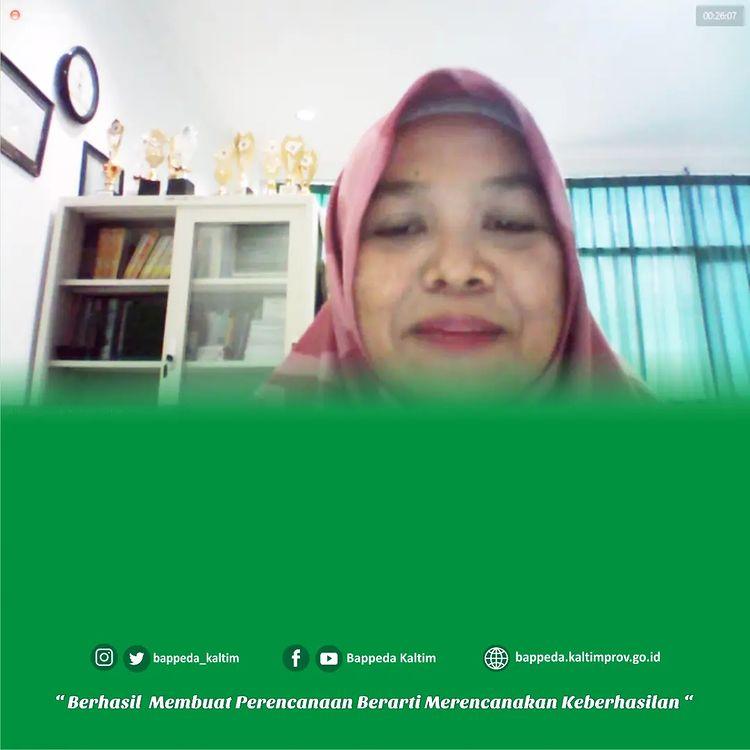 00:26:07
bappeda_kaltim
Bappeda Kaltim
bappeda.kaltimprov.go.id
“ Berhasil Membuat Perencanaan Berarti Merencanakan Keberhasilan “